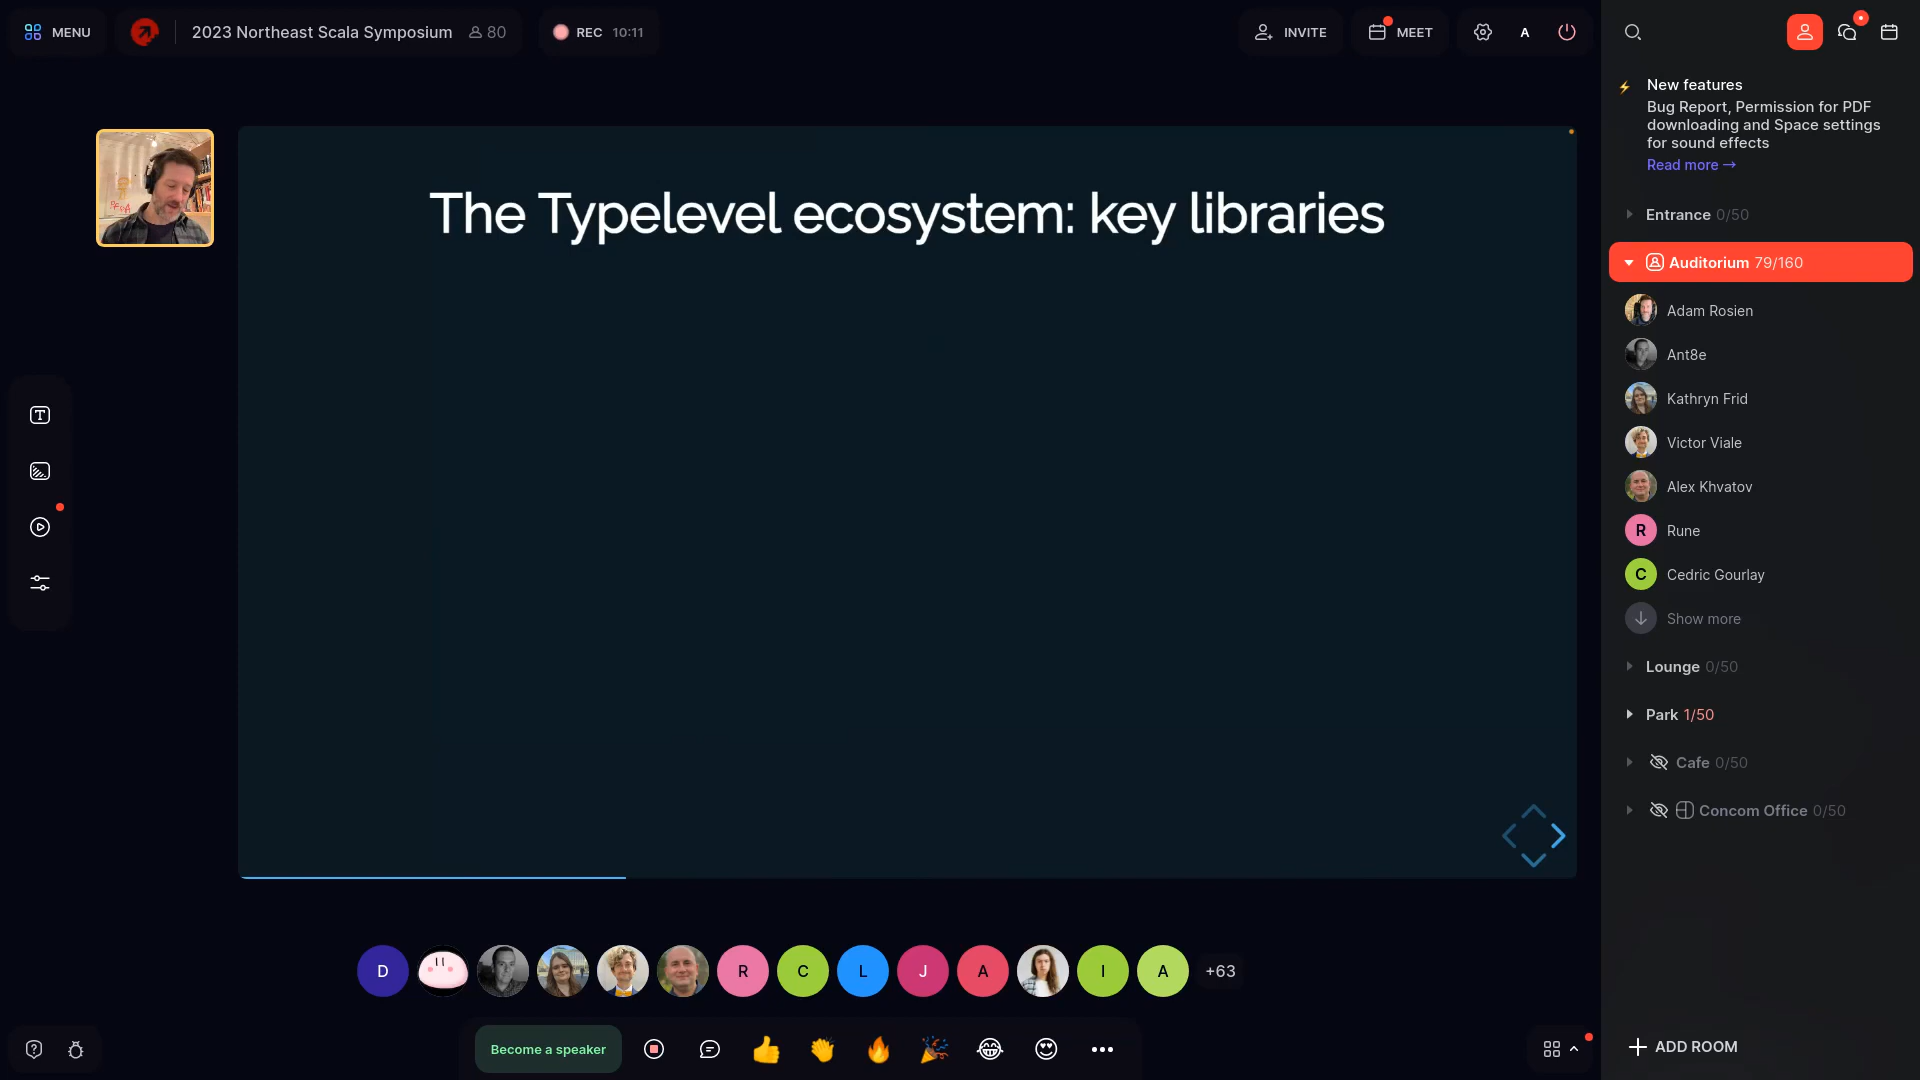 MENU
2023 Northeast Scala Symposium
80
REC 10:11
INVITE
MEET
A
New features
Bug Report, Permission for PDF
downloading and Space settings
for sound effects
Read more →
The Typelevel ecosystem: key libraries
Entrance 0/50
Auditorium 79/160
Adam Rosien
Ant8e
Kathryn Frid
Victor Viale
Alex Khvatov
R
Rune
C
Cedric Gourlay
Show more
Lounge 0/50
Park 1/50
Cafe 0/50
Concom Office 0/50
D
R
C
L
J
A
I
A
+63
Become a speaker
ADD ROOM